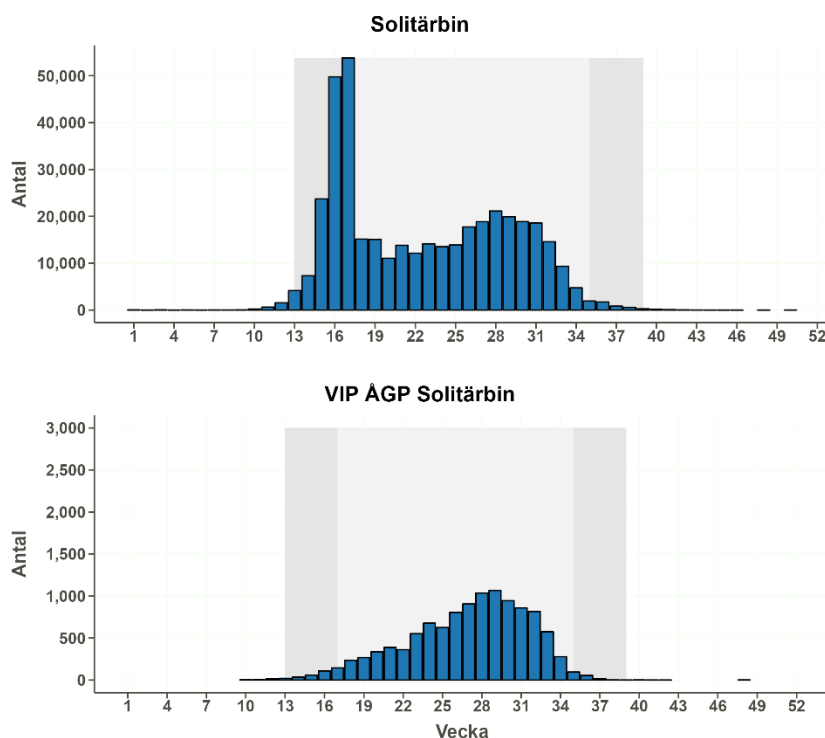 Solitärbin
50,000
40,000
30,000
20,000
10,000
0
Antal
1 4 7 10 13 16 19 22 25 28 31 34 37 40 43 46 49 52
VIP ÅGP Solitärbin
3,000
2,500
2,000
1,500
1,000
500
0
Antal
1 4 7 10 13 16 19 22 25 28 31 34 37 40 43 46 49 52
Vecka